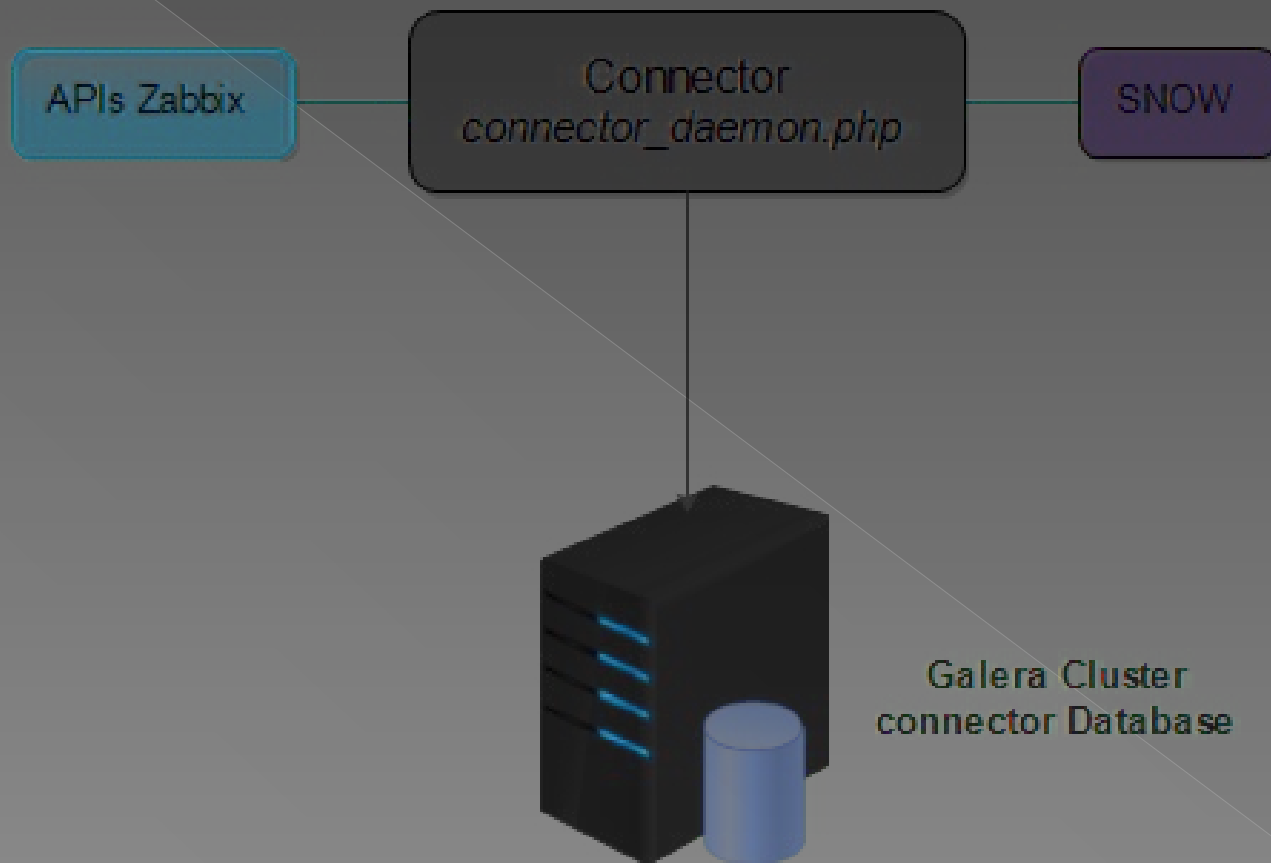 APIs Zabbix
Connector
connector_daemon.php
SNOW
Galera Cluster
connector Database